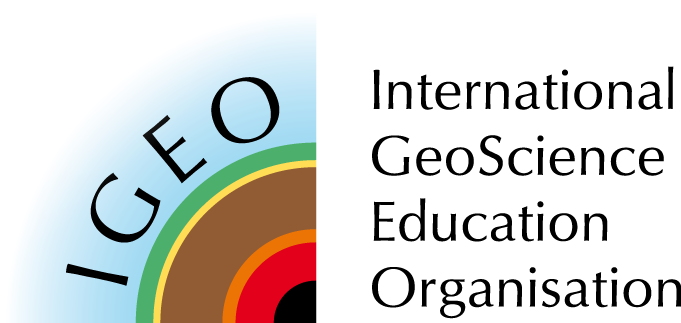 IGEO
International
GeoScience
Education
Organisation